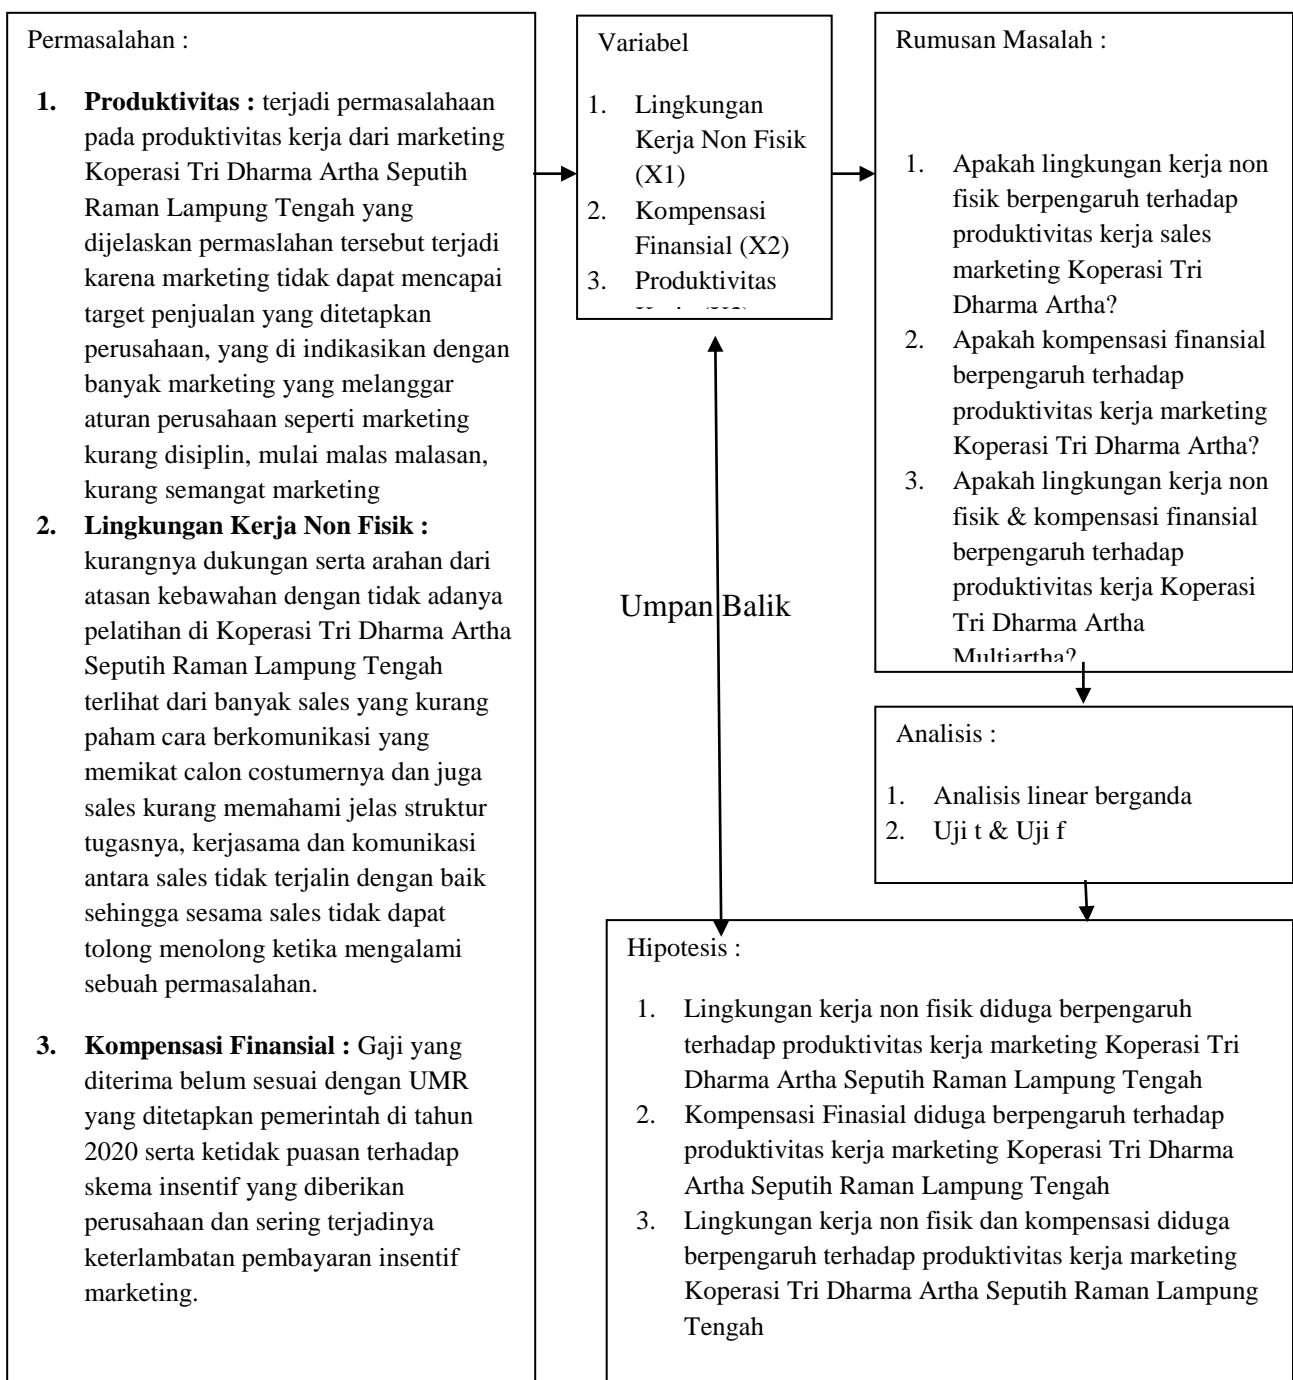 Permasalahan :
1. Produktivitas : terjadi permasalahaan
pada produktivitas kerja dari marketing
Koperasi Tri Dharma Artha Seputih
Raman Lampung Tengah yang
dijelaskan permaslahan tersebut terjadi
karena marketing tidak dapat mencapai
target penjualan yang ditetapkan
perusahaan, yang di indikasikan dengan
banyak marketing yang melanggar
aturan perusahaan seperti marketing
kurang disiplin, mulai malas malasan,
kurang semangat marketing
2. Lingkungan Kerja Non Fisik :
kurangnya dukungan serta arahan dari
atasan kebawahan dengan tidak adanya
pelatihan di Koperasi Tri Dharma Artha
Seputih Raman Lampung Tengah
terlihat dari banyak sales yang kurang
paham cara berkomunikasi yang
memikat calon costumernya dan juga
sales kurang memahami jelas struktur
tugasnya, kerjasama dan komunikasi
antara sales tidak terjalin dengan baik
sehingga sesama sales tidak dapat
tolong menolong ketika mengalami
sebuah permasalahan.
3. Kompensasi Finansial : Gaji yang
diterima belum sesuai dengan UMR
yang ditetapkan pemerintah di tahun
2020 serta ketidak puasan terhadap
skema insentif yang diberikan
perusahaan dan sering terjadinya
keterlambatan pembayaran insentif
marketing.
Variabel
1. Lingkungan
Kerja Non Fisik
(X1)
2. Kompensasi
Finansial (X2)
3. Produktivitas
Rumusan Masalah :
1. Apakah lingkungan kerja non
fisik berpengaruh terhadap
produktivitas kerja sales
marketing Koperasi Tri
Dharma Artha?
2. Apakah kompensasi finansial
berpengaruh terhadap
produktivitas kerja marketing
Koperasi Tri Dharma Artha?
3. Apakah lingkungan kerja non
fisik & kompensasi finansial
berpengaruh terhadap
produktivitas kerja Koperasi
Tri Dharma Artha
Multiartha?
Umpan Balik
Analisis :
1. Analisis linear berganda
2. Uji t & Uji f
Hipotesis :
1. Lingkungan kerja non fisik diduga berpengaruh
terhadap produktivitas kerja marketing Koperasi Tri
Dharma Artha Seputih Raman Lampung Tengah
2. Kompensasi Finasial diduga berpengaruh terhadap
produktivitas kerja marketing Koperasi Tri Dharma
Artha Seputih Raman Lampung Tengah
3. Lingkungan kerja non fisik dan kompensasi diduga
berpengaruh terhadap produktivitas kerja marketing
Koperasi Tri Dharma Artha Seputih Raman Lampung
Tengah